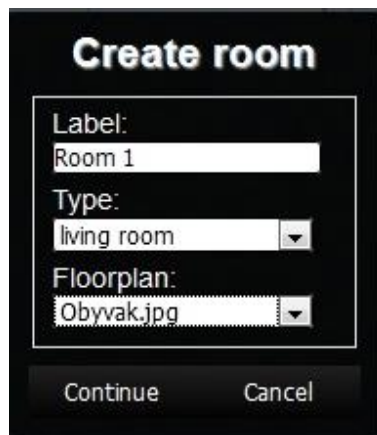 Create room
Label:
Room 1
Type:
living room
Floorplan:
Obyvak.jpg
Continue Cancel